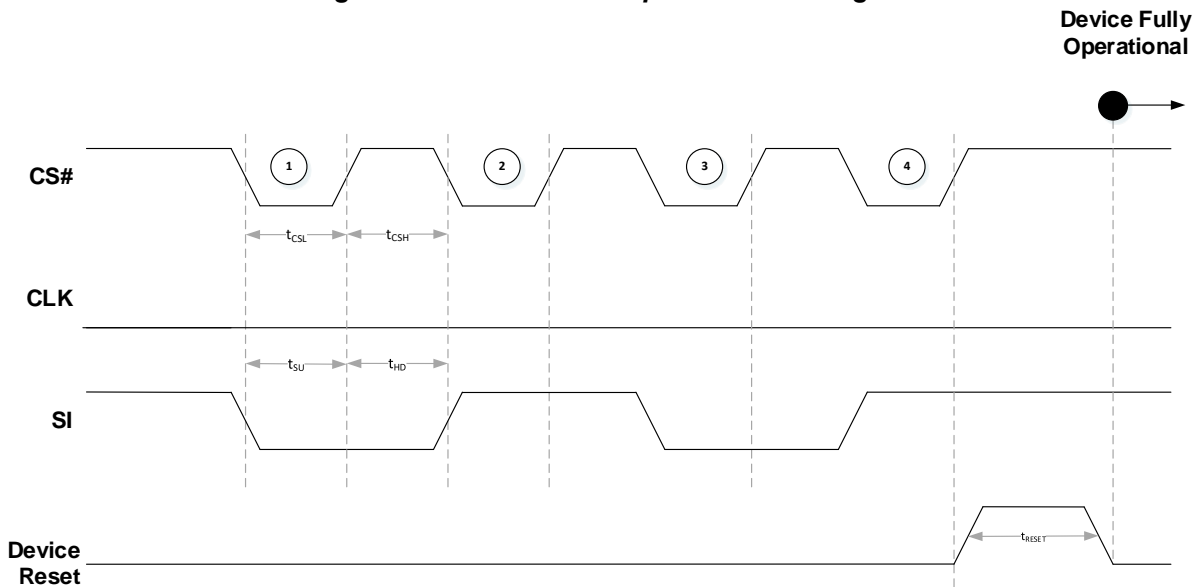 Device Fully
Operational
CS#
1
2
3
4
tCSL
tCSH
CLK
tSU
tHD
SI
Device
Reset
tRESET